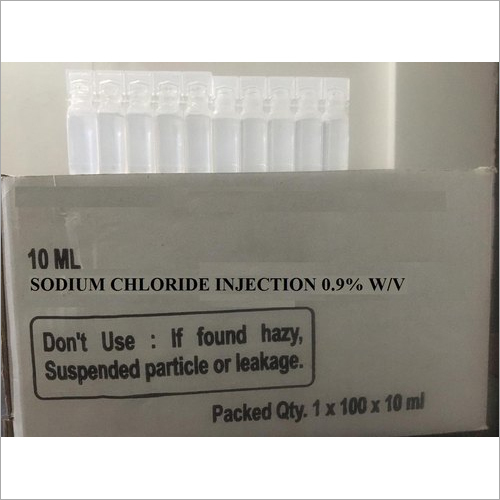 10 ML
SODIUM CHLORIDE INJECTION 0.9% W/V
Don't Use : If found hazy,
Suspended particle or leakage.
Packed Qty. 1 x 100 x 10 ml